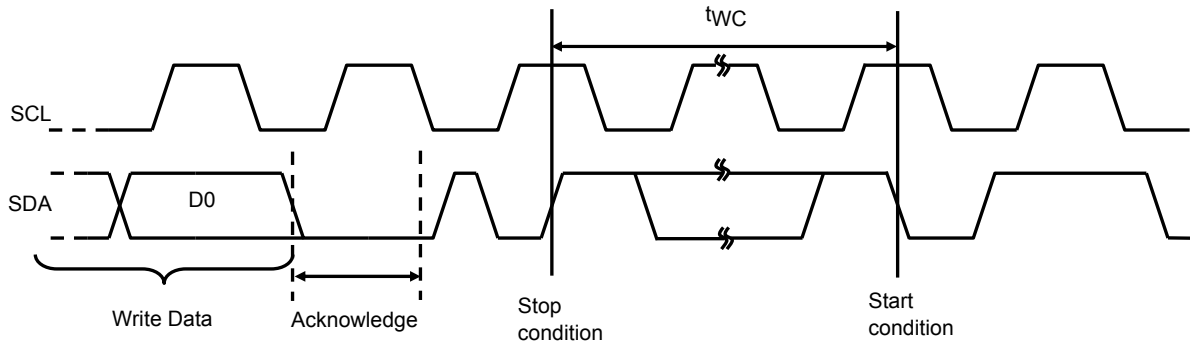 tWC
SCL
SDA
D0
Write Data
Acknowledge
Stop
condition
Start
condition